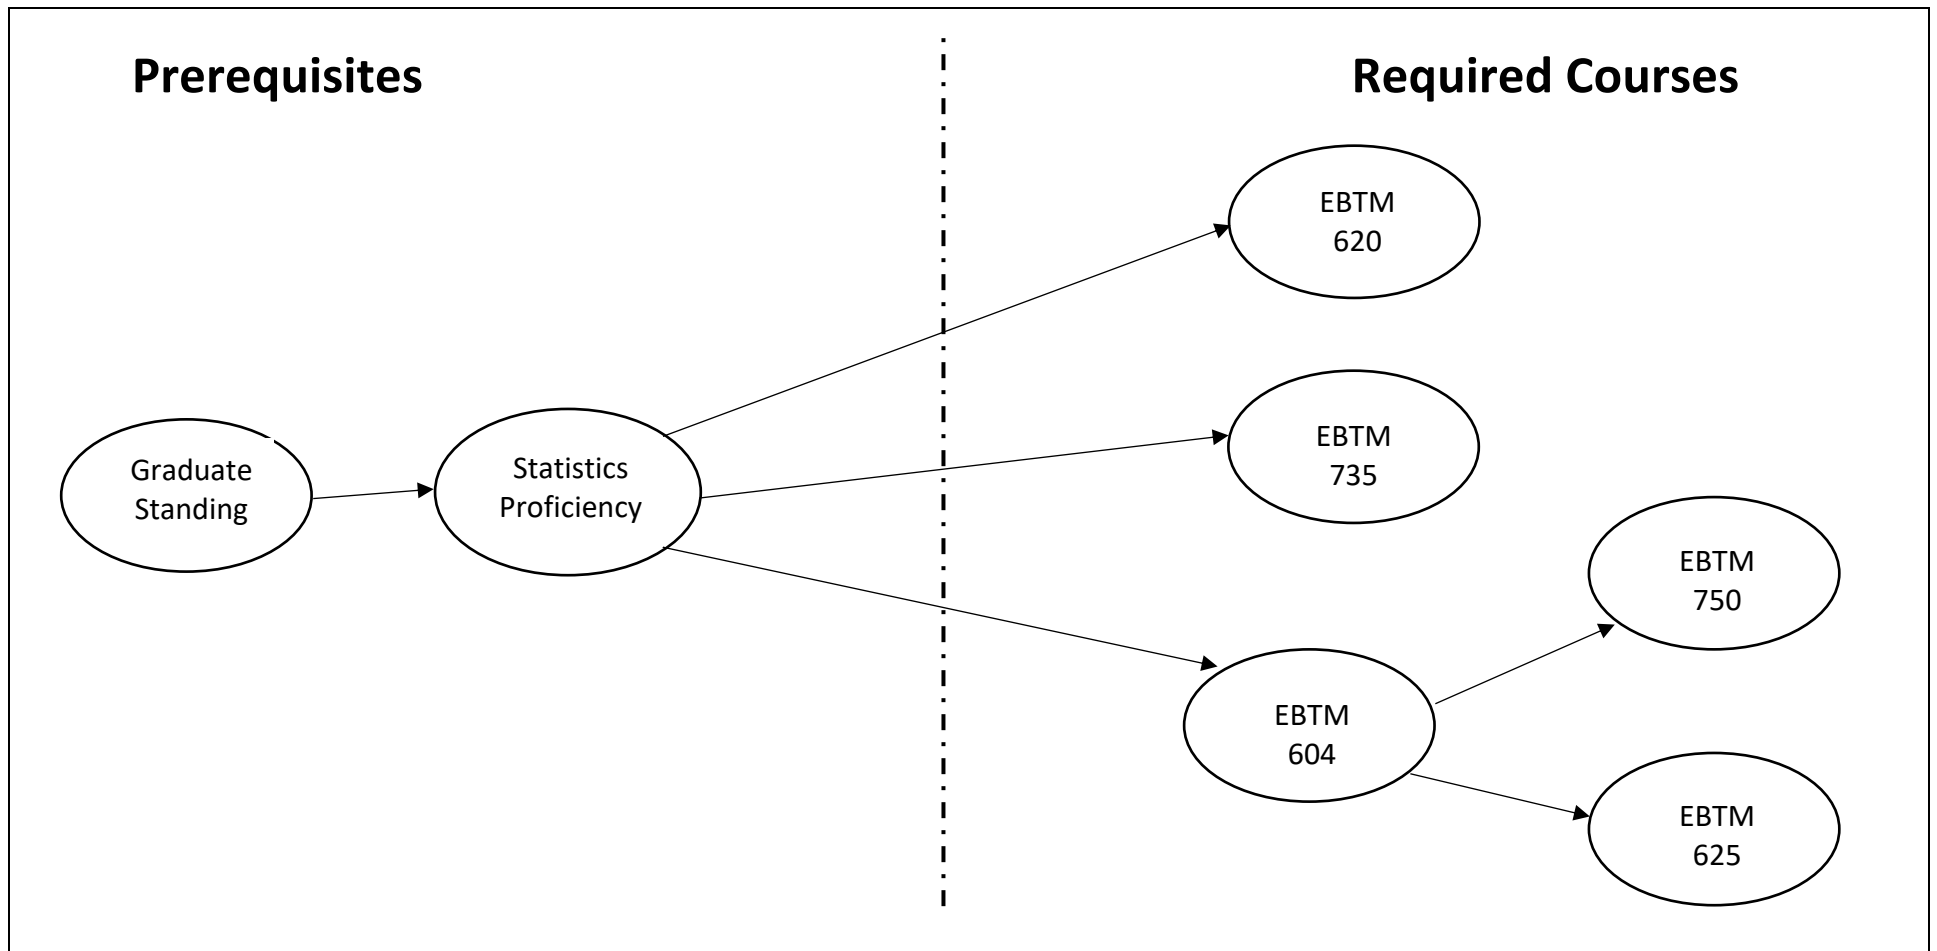 Prerequisites
Required Courses
EBTM
620
EBTM
735
Graduate
Standing
Statistics
Proficiency
EBTM
750
EBTM
604
EBTM
625